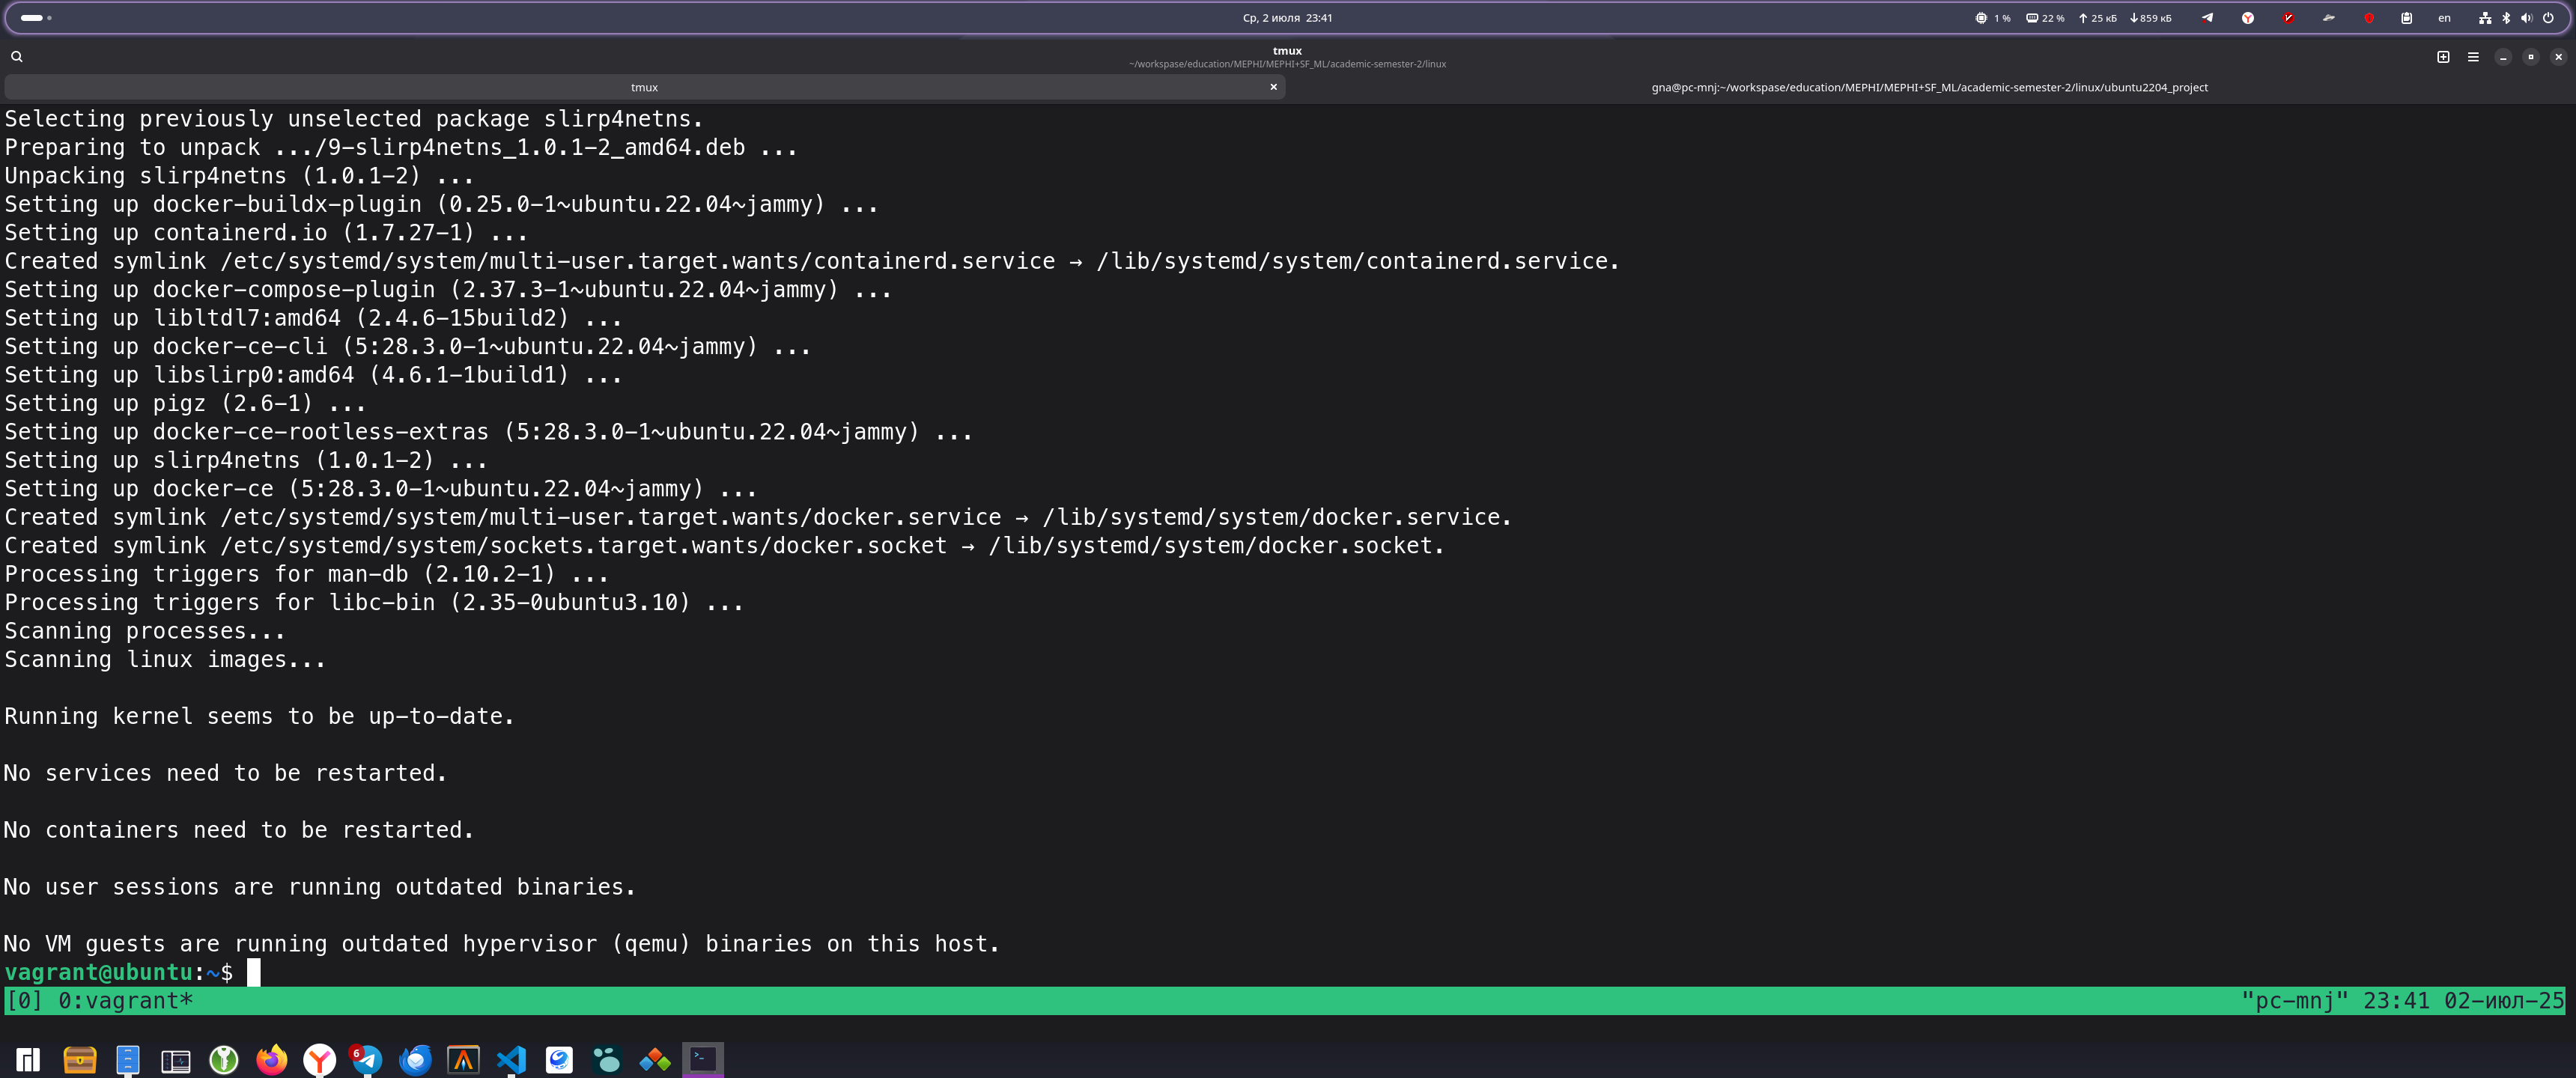 Ср, 2 июля 23:41
1 %
22 %
25 кБ
859 кБ
en
tmux
~/workspase/education/MEPHI/MEPHI+SF_ML/academic-semester-2/linux
tmux
gna@pc-mnj:~/workspase/education/MEPHI/MEPHI+SF_ML/academic-semester-2/linux/ubuntu2204_project
Selecting previously unselected package slirp4netns.
Preparing to unpack .../9-slirp4netns_1.0.1-2_amd64.deb ...
Unpacking slirp4netns (1.0.1-2) ...
Setting up docker-buildx-plugin (0.25.0-1~ubuntu.22.04~jammy) ...
Setting up containerd.io (1.7.27-1) ...
Created symlink /etc/systemd/system/multi-user.target.wants/containerd.service → /lib/systemd/system/containerd.service.
Setting up docker-compose-plugin (2.37.3-1~ubuntu.22.04~jammy) ...
Setting up libltdl7:amd64 (2.4.6-15build2) ...
Setting up docker-ce-cli (5:28.3.0-1~ubuntu.22.04~jammy) ...
Setting up libslirp0:amd64 (4.6.1-1build1) ...
Setting up pigz (2.6-1) ...
Setting up docker-ce-rootless-extras (5:28.3.0-1~ubuntu.22.04~jammy) ...
Setting up slirp4netns (1.0.1-2) ...
Setting up docker-ce (5:28.3.0-1~ubuntu.22.04~jammy) ...
Created symlink /etc/systemd/system/multi-user.target.wants/docker.service → /lib/systemd/system/docker.service.
Created symlink /etc/systemd/system/sockets.target.wants/docker.socket → /lib/systemd/system/docker.socket.
Processing triggers for man-db (2.10.2-1) ...
Processing triggers for libc-bin (2.35-0ubuntu3.10) ...
Scanning processes...
Scanning linux images...
Running kernel seems to be up-to-date.
No services need to be restarted.
No containers need to be restarted.
No user sessions are running outdated binaries.
No VM guests are running outdated hypervisor (qemu) binaries on this host.
vagrant@ubuntu:~$
[0] 0:vagrant*
"pc-mnj" 23:41 02-июл-25
6